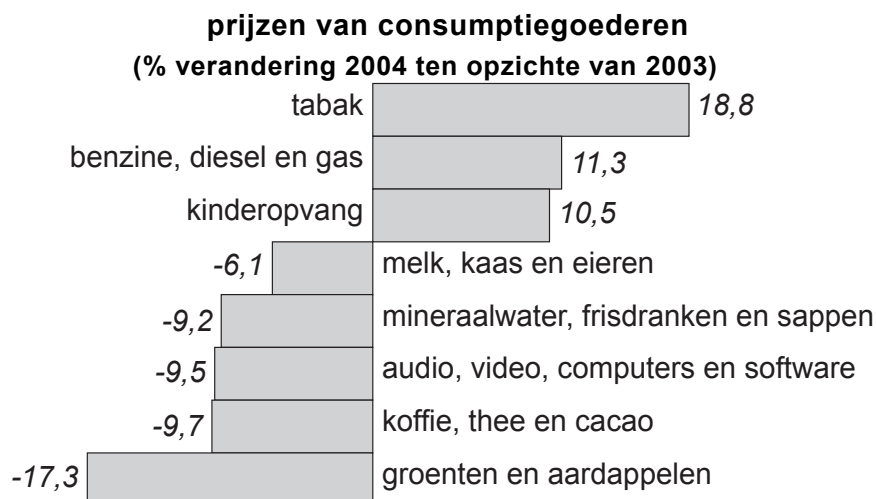 prijzen van consumptiegoederen
(% verandering 2004 ten opzichte van 2003)
tabak 18,8
benzine, diesel en gas 11,3
kinderopvang 10,5
-6,1 melk, kaas en eieren
-9,2 mineraalwater, frisdranken en sappen
-9,5 audio, video, computers en software
-9,7 koffie, thee en cacao
-17,3 groenten en aardappelen